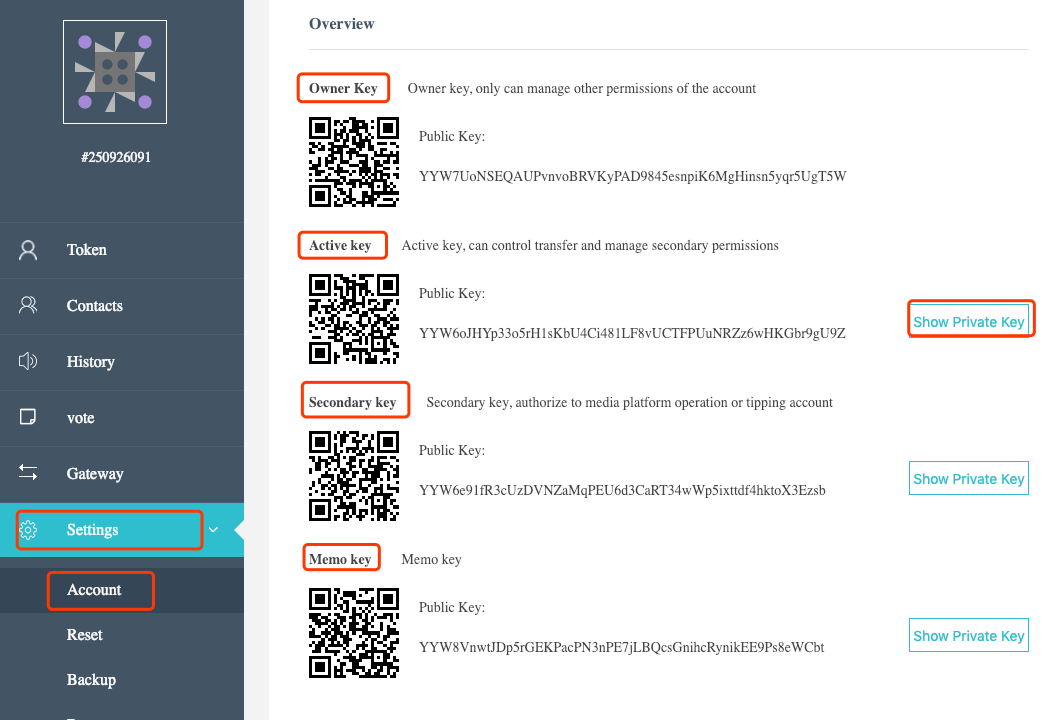 #250926091
Token
Contacts
History
vote
Gateway
Settings
Account
Reset
Backup
Overview
Owner Key Owner key, only can manage other permissions of the account
Public Key:
YYW7UoNSEQAUPvnvoBRVKyPAD9845esnpiK6MgHinsn5yqr5UgT5W
Active key Active key, can control transfer and manage secondary permissions
Public Key:
YYW6oJHYp33o5rH1sKbU4Ci481LF8vUCTFPUuNRZz6wHKGbr9gU9Z
Show Private Key
Secondary key Secondary key, authorize to media platform operation or tipping account
Public Key:
YYW6e91fR3cUzDVNZaMqPEU6d3CaRT34wWp5ixttdf4hktoX3Ezsb
Show Private Key
Memo key Memo key
Public Key:
YYW8VnwtJDp5rGEKPacPN3nPE7jLBQcsGnihcRynikEE9Ps8eWCbt
Show Private Key